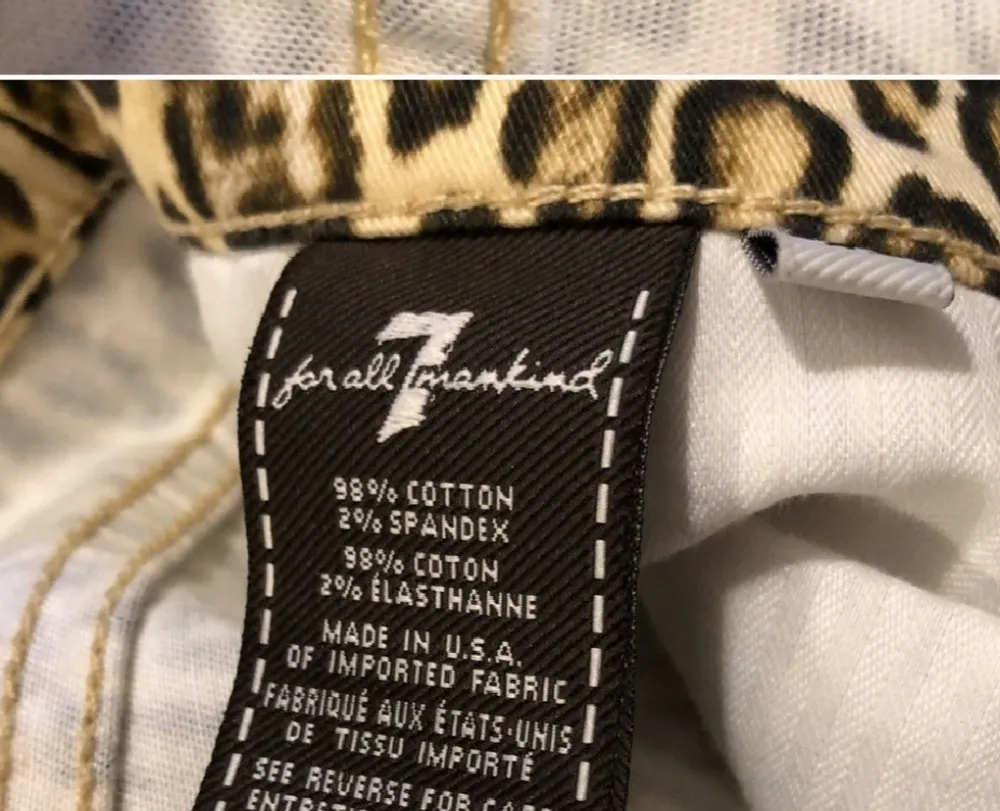 for all 7 mankind
98% COTTON
2% SPANDEX
98% COTON
2% ÉLASTHANNE
MADE IN U.S.A.
OF IMPORTED FABRIC
FABRIQUÉ AUX ÉTATS-UNIS
DE TISSU IMPORTÉ
SEE REVERSE FOR